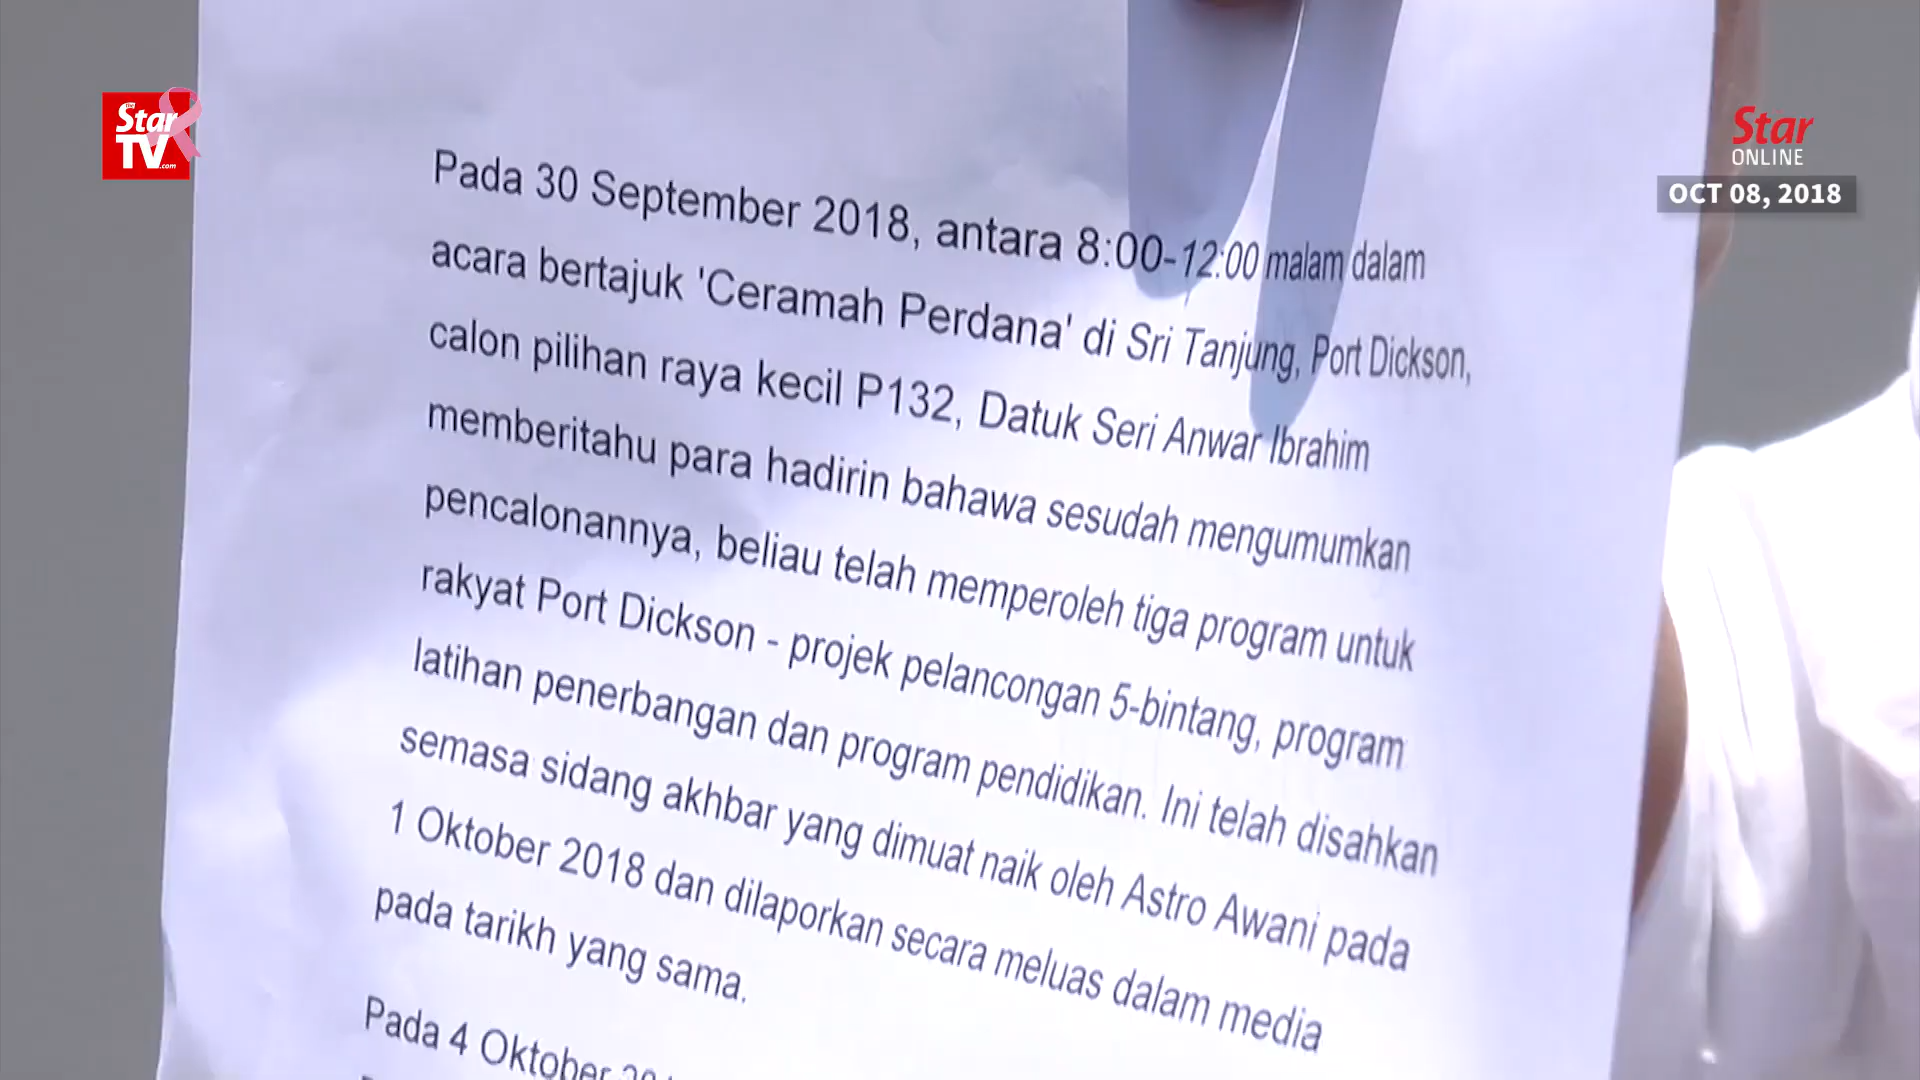 The
Star
TV.com
Star
ONLINE
OCT 08, 2018
Pada 30 September 2018, antara 8:00-12:00 malam dalam
acara bertajuk 'Ceramah Perdana' di Sri Tanjung, Port Dickson,
calon pilihan raya kecil P132, Datuk Seri Anwar Ibrahim
memberitahu para hadirin bahawa sesudah mengumumkan
pencalonannya, beliau telah memperoleh tiga program untuk
rakyat Port Dickson - projek pelancongan 5-bintang, program
latihan penerbangan dan program pendidikan. Ini telah disahkan
semasa sidang akhbar yang dimuat naik oleh Astro Awani pada
1 Oktober 2018 dan dilaporkan secara meluas dalam media
pada tarikh yang sama.
Pada 4 Oktober